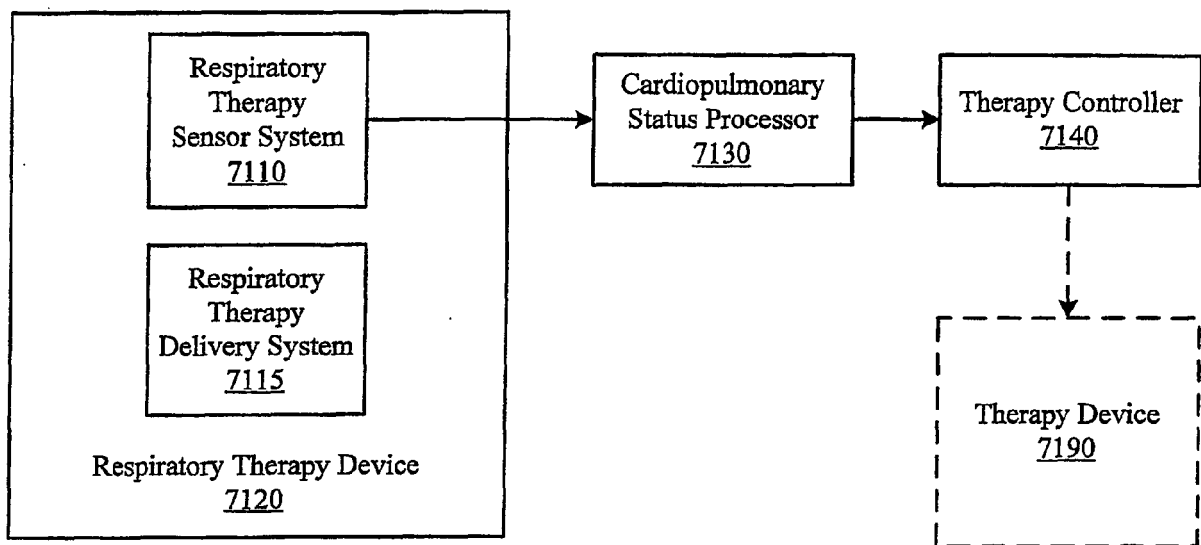 Respiratory
Therapy
Sensor System
7110
Respiratory
Therapy
Delivery System
7115
Respiratory Therapy Device
7120
Cardiopulmonary
Status Processor
7130
Therapy Controller
7140
Therapy Device
7190